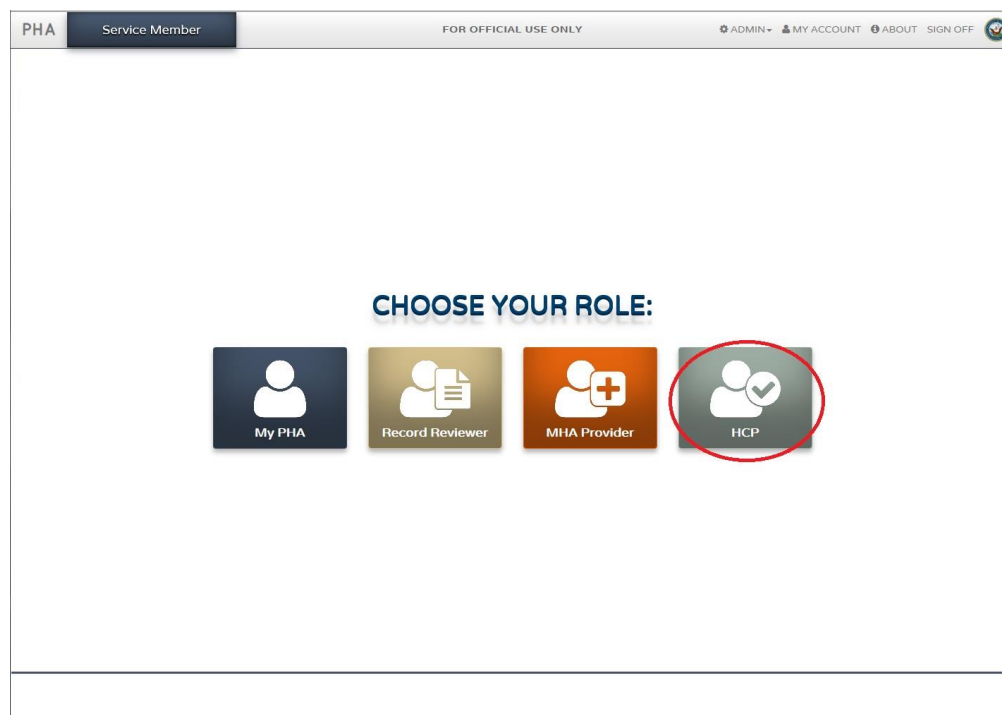 PHA Service Member FOR OFFICIAL USE ONLY ADMIN MY ACCOUNT ABOUT SIGN OFF
CHOOSE YOUR ROLE:
My PHA Record Reviewer MHA Provider HCP